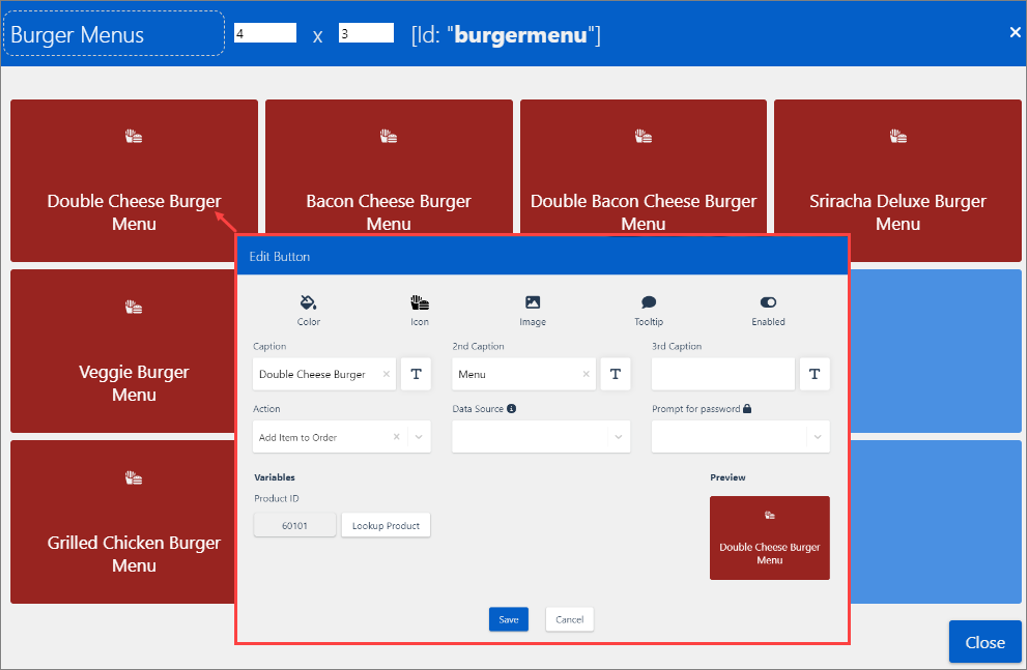 Burger Menus 4 x 3 [Id: "burgermenu"] ×
Double Cheese Burger
Menu
Bacon Cheese Burger
Menu
Double Bacon Cheese Burger
Menu
Sriracha Deluxe Burger
Menu
Veggie Burger
Menu
Grilled Chicken Burger
Menu
Edit Button
Color Icon Image Tooltip Enabled
Caption 2nd Caption 3rd Caption
Double Cheese Burger × T Menu × T T
Action Data Source Prompt for password
Add Item to Order ×
Variables Preview
Product ID
60101 Lookup Product
Double Cheese Burger
Menu
Save Cancel
Close